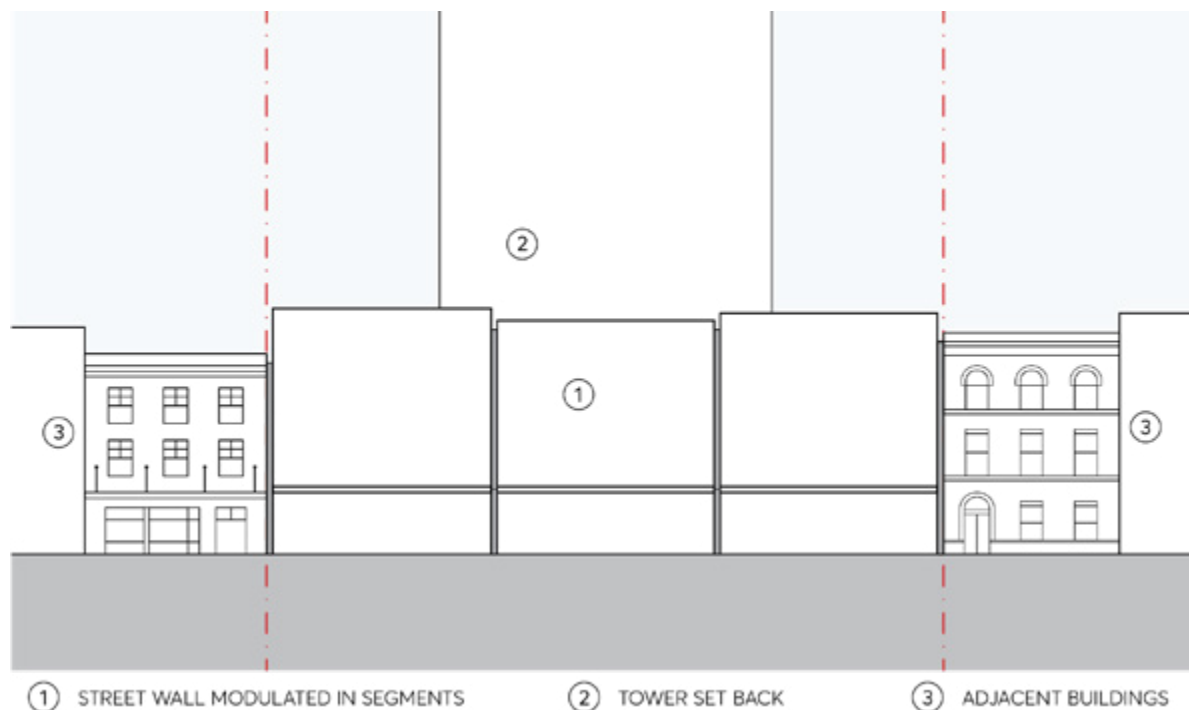 2
1
3
3
1 STREET WALL MODULATED IN SEGMENTS 2 TOWER SET BACK 3 ADJACENT BUILDINGS